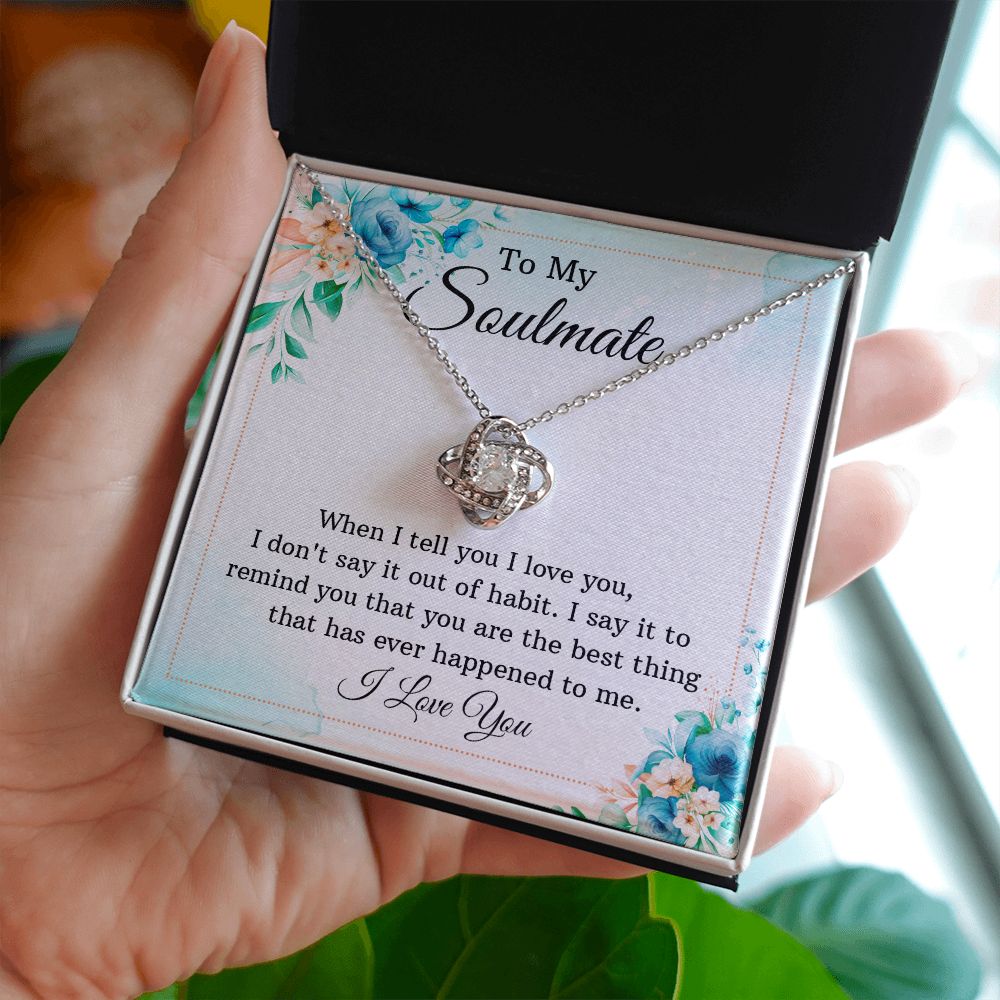 To My
Soulmate
When I tell you I love you,
I don't say it out of habit. I say it to
remind you that you are the best thing
that has ever happened to me.
I Love You